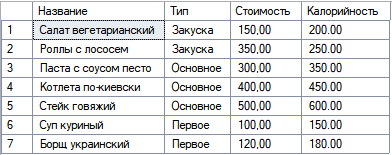 Название Тип Стоимость Калорийность
1 Салат вегетарианский Закуска 150,00 200.00
2 Роллы с лососем Закуска 350,00 250.00
3 Паста с соусом песто Основное 300,00 350.00
4 Котлета по-киевски Основное 400,00 450.00
5 Стейк говяжий Основное 500,00 600.00
6 Суп куриный Первое 100,00 150.00
7 Борщ украинский Первое 120,00 180.00